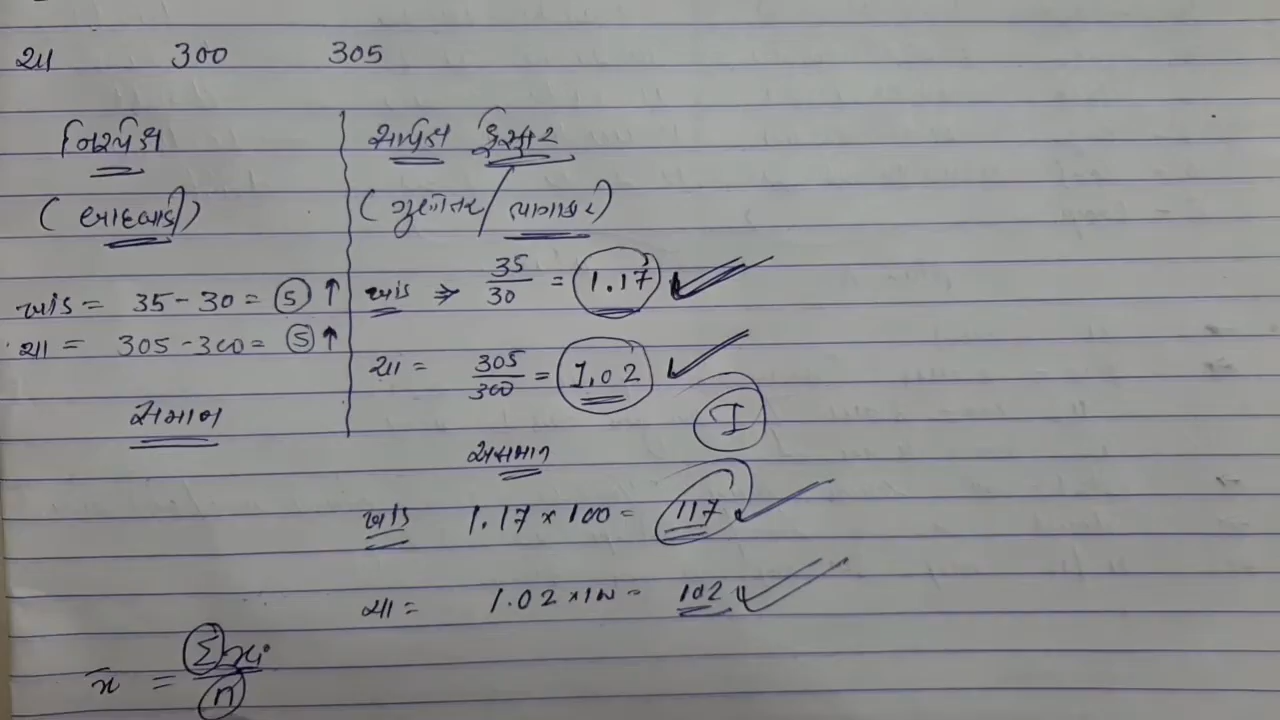 ચા 300 305
નિરપેક્ષ
(બાદબાકી)
ખાંડ = 35 - 30 = 5 ↑
ચા = 305 - 300 = 5 ↑
સમાન
સાપેક્ષ ફેરફાર
(ગુણોત્તર/ભાગાકાર)
ખાંડ ⇒ 35/30 = 1.17 ✓
ચા = 305/300 = 1.02 ✓
I
અસમાન
ખાંડ 1.17 × 100 = 117 ✓
ચા = 1.02 × 100 = 102 ✓
x̄ = Σxi/n